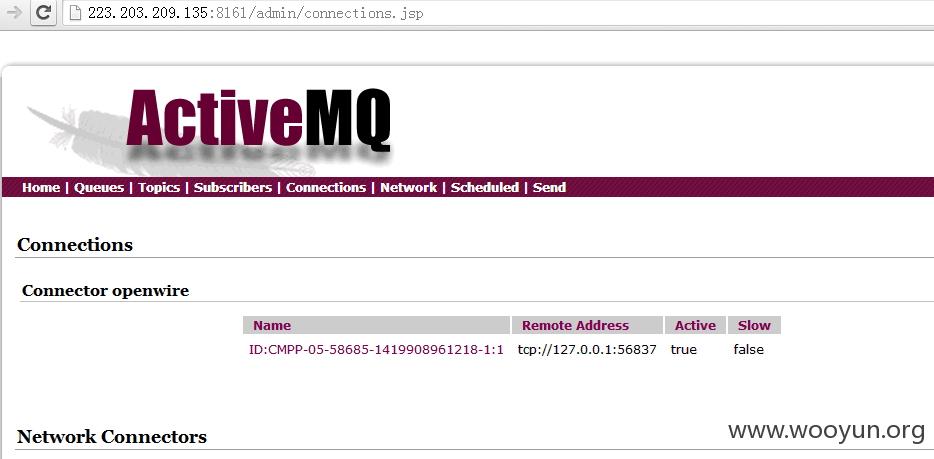 223.203.209.135:8161/admin/connections.jsp
ActiveMQ
Home | Queues | Topics | Subscribers | Connections | Network | Scheduled | Send
Connections
Connector openwire
Name Remote Address Active Slow
ID:CMPP-05-58685-1419908961218-1:1 tcp://127.0.0.1:56837 true false
Network Connectors
www.wooyun.org